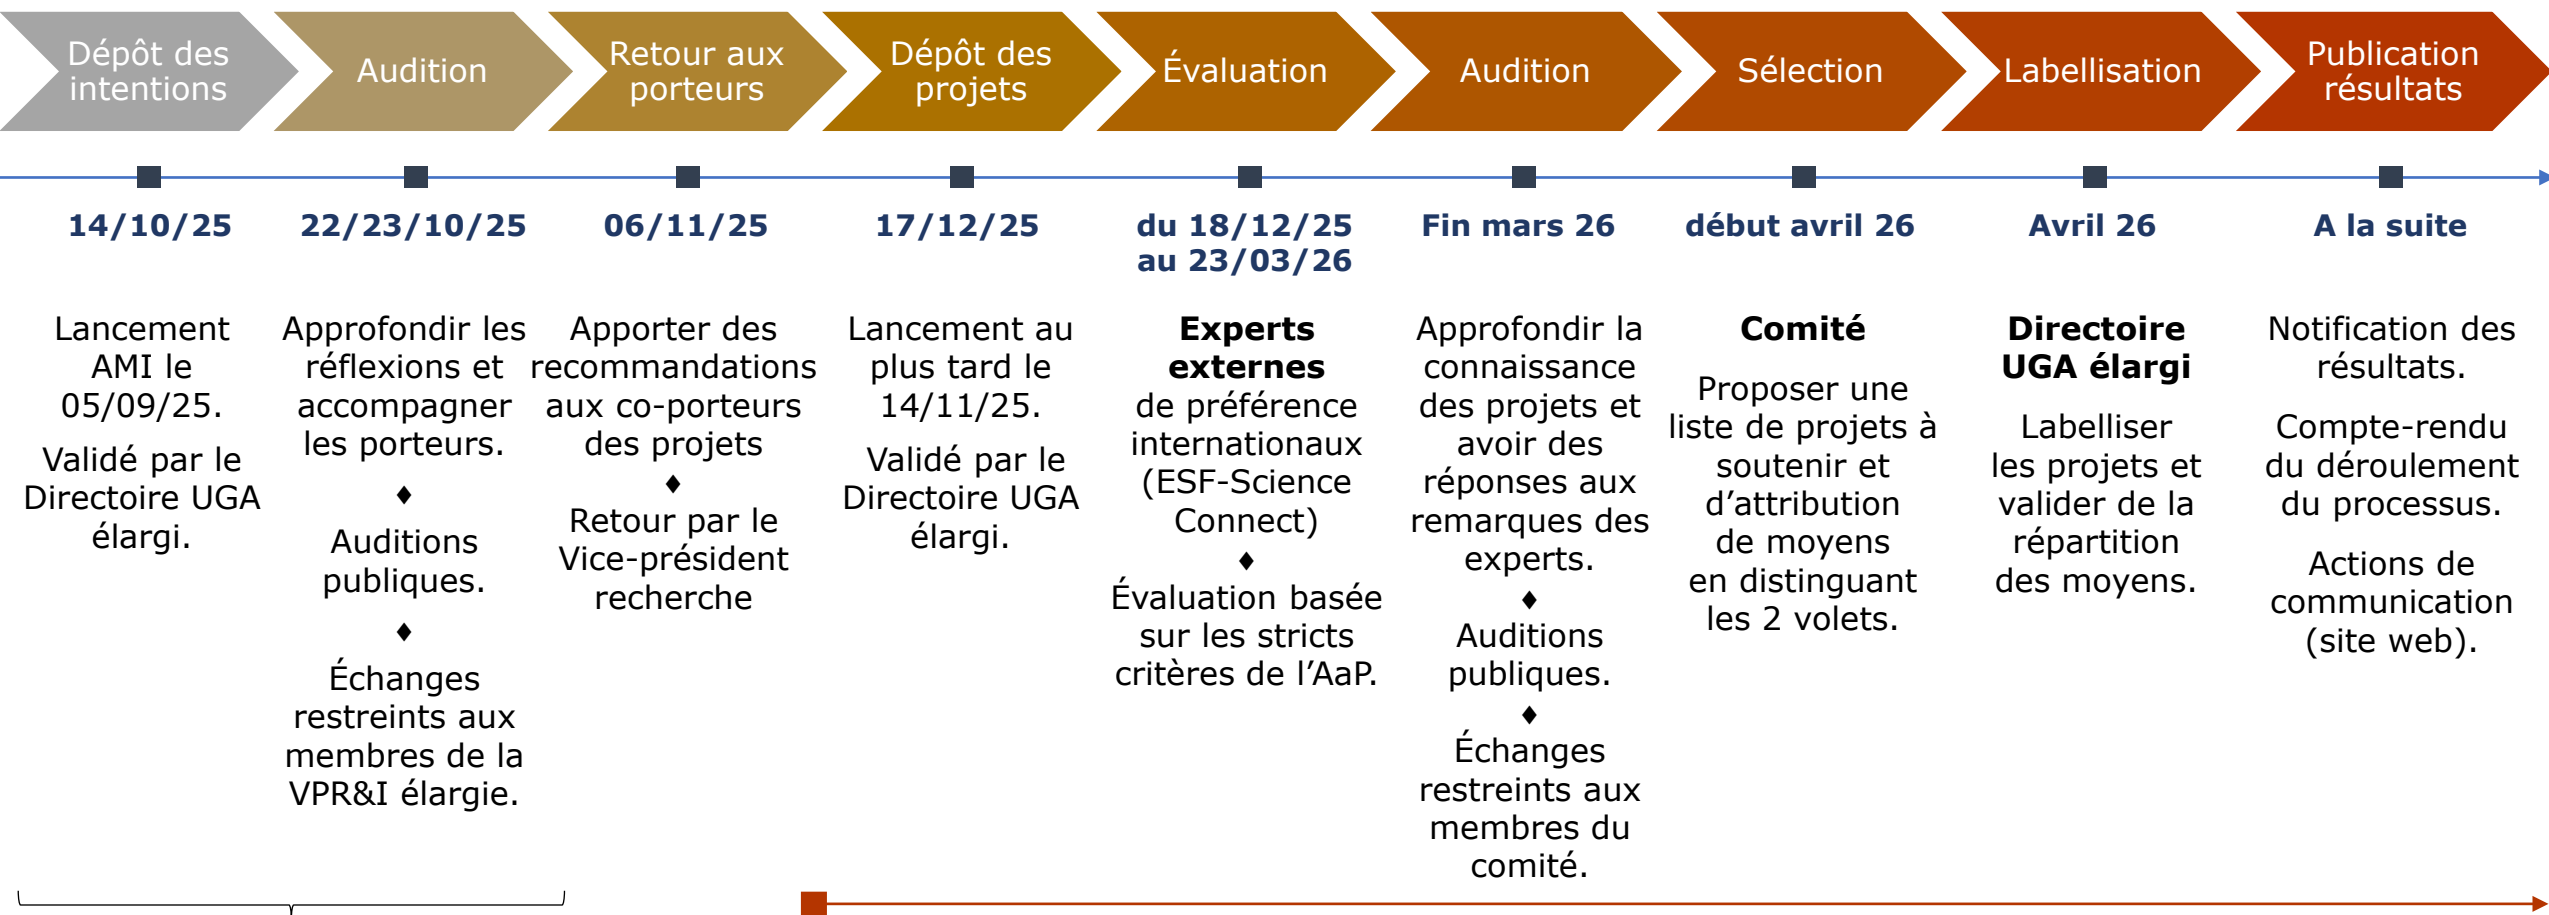 Dépôt des
intentions
Audition
Retour aux
porteurs
Dépôt des
projets
Évaluation
Audition
Sélection
Labellisation
Publication
résultats
14/10/25
22/23/10/25
06/11/25
17/12/25
du 18/12/25
au 23/03/26
Fin mars 26
début avril 26
Avril 26
A la suite
Lancement
AMI le
05/09/25.
Validé par le
Directoire UGA
élargi.
Approfondir les
réflexions et
accompagner
les porteurs.
♦
Auditions
publiques.
♦
Échanges
restreints aux
membres de la
VPR&I élargie.
Apporter des
recommandations
aux co-porteurs
des projets
♦
Retour par le
Vice-président
recherche
Lancement au
plus tard le
14/11/25.
Validé par le
Directoire UGA
élargi.
Experts
externes
de préférence
internationaux
(ESF-Science
Connect)
♦
Évaluation basée
sur les stricts
critères de l’AaP.
Approfondir la
connaissance
des projets et
avoir des
réponses aux
remarques des
experts.
♦
Auditions
publiques.
♦
Échanges
restreints aux
membres du
comité.
Comité
Proposer une
liste de projets à
soutenir et
d’attribution
de moyens
en distinguant
les 2 volets.
Directoire
UGA élargi
Labelliser
les projets et
valider de la
répartition
des moyens.
Notification des
résultats.
Compte-rendu
du déroulement
du processus.
Actions de
communication
(site web).